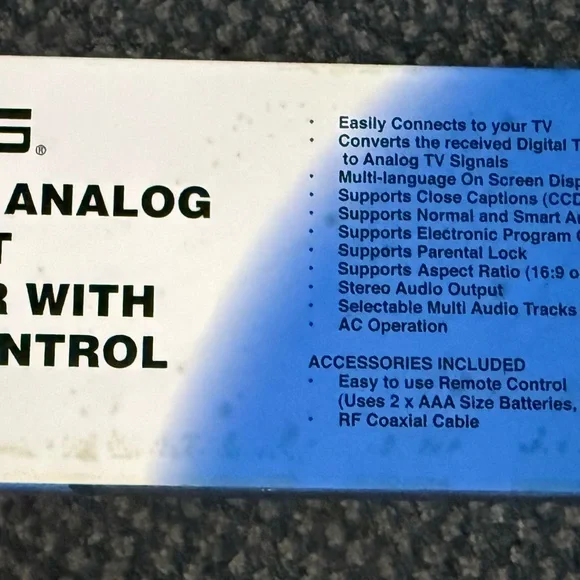 G®
ANALOG
T
R WITH
NTROL
• Easily Connects to your TV
• Converts the received Digital T
to Analog TV Signals
• Multi-language On Screen Disp
• Supports Close Captions (CCD
• Supports Normal and Smart Au
• Supports Electronic Program G
• Supports Parental Lock
• Supports Aspect Ratio (16:9 o
• Stereo Audio Output
• Selectable Multi Audio Tracks
• AC Operation
ACCESSORIES INCLUDED
• Easy to use Remote Control
(Uses 2 x AAA Size Batteries,
• RF Coaxial Cable